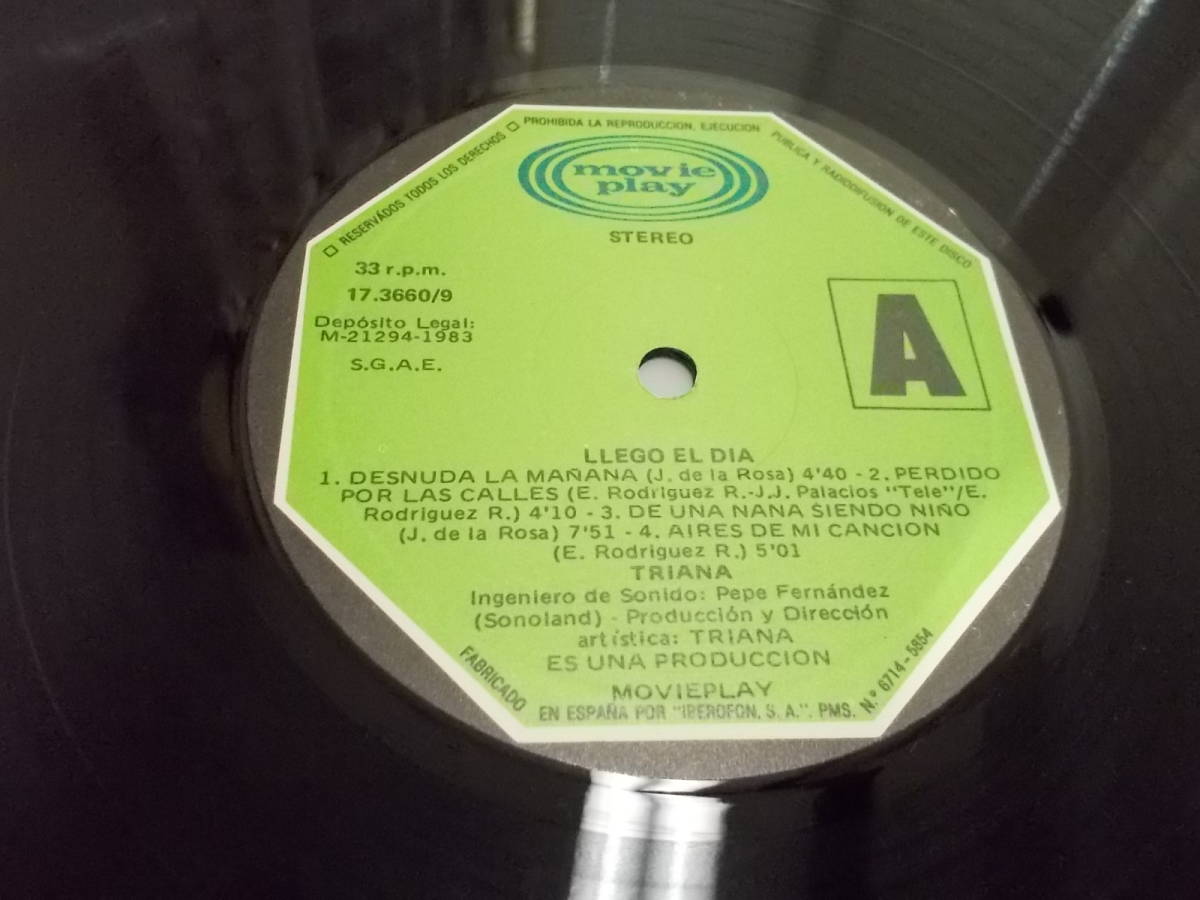 □ RESERVÁDOS TODOS LOS DERECHOS □ PROHIBIDA LA REPRODUCCION, EJECUCION PUBLICA Y RADIODIFUSION DE ESTE DISCO
movie
play
STEREO
33 r.p.m.
17.3660/9
Depósito Legal:
M-21294-1983
S.G.A.E.
A
LLEGO EL DIA
1. DESNUDA LA MAÑANA (J. de la Rosa) 4'40 - 2. PERDIDO
POR LAS CALLES (E. Rodríguez R.-J.J. Palacios "Tele"/E.
Rodríguez R.) 4'10 - 3. DE UNA NANA SIENDO NIÑO
(J. de la Rosa) 7'51 - 4. AIRES DE MI CANCION
(E. Rodríguez R.) 5'01
TRIANA
Ingeniero de Sonido: Pepe Fernández
(Sonoland) - Producción y Dirección
artística: TRIANA
ES UNA PRODUCCION
MOVIEPLAY
FABRICADO EN ESPAÑA POR "IBEROFON, S. A.". PMS. N.º 6714-5854